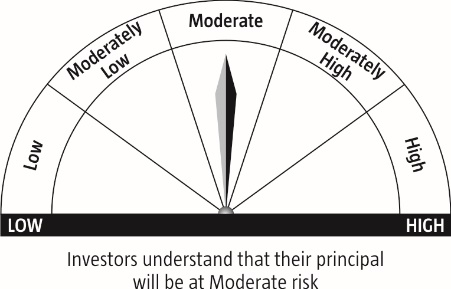 Moderate
Moderately
Low
Moderately
High
Low
High
LOW
HIGH
Investors understand that their principal
will be at Moderate risk